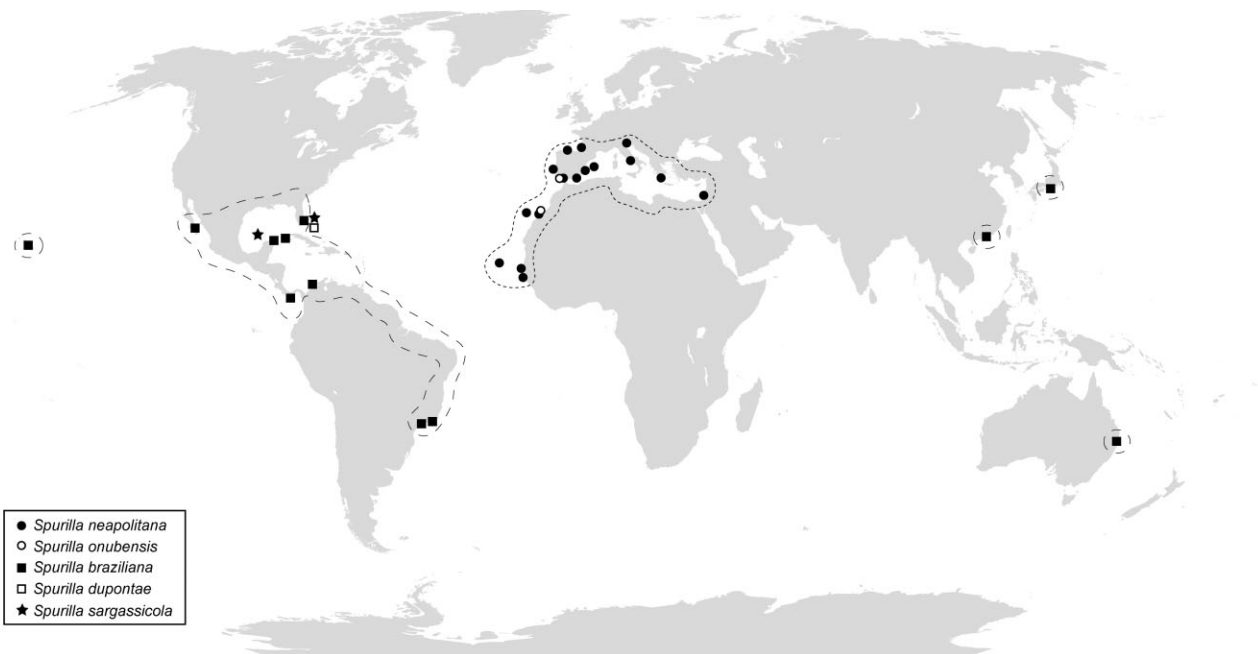 Spurilla neapolitana
Spurilla onubensis
Spurilla braziliana
Spurilla dupontae
Spurilla sargassicola